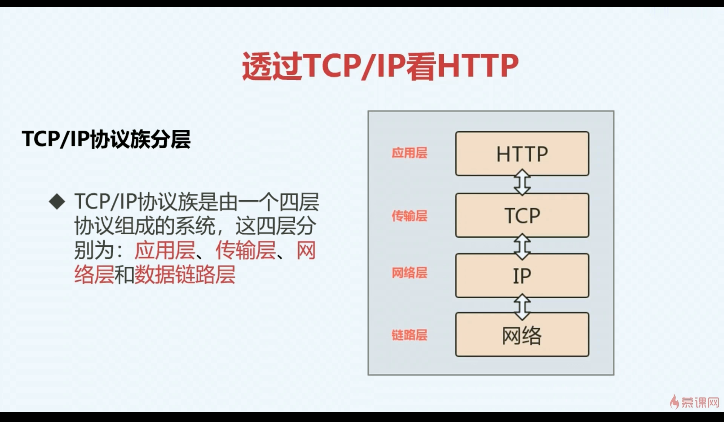 透过TCP/IP看HTTP
TCP/IP协议族分层
◆ TCP/IP协议族是由一个四层
协议组成的系统，这四层分
别为：应用层、传输层、网
络层和数据链路层
应用层
HTTP
传输层
TCP
网络层
IP
链路层
网络
慕课网